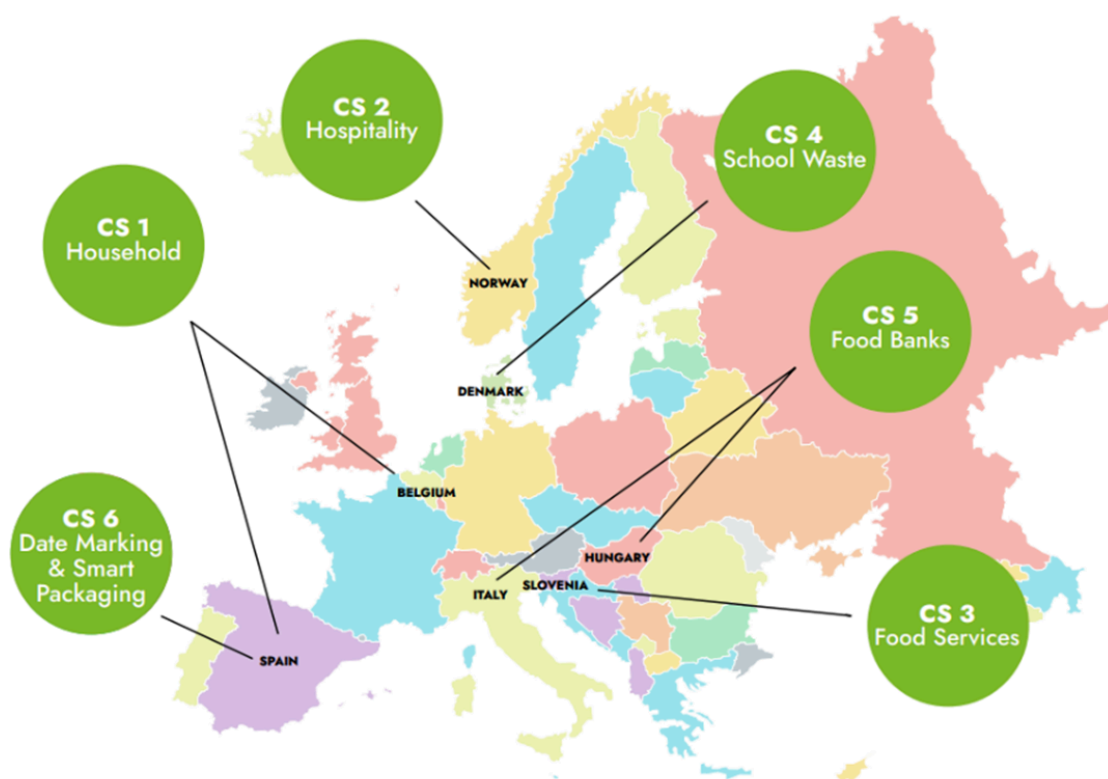 CS 2
Hospitality
CS 4
School Waste
CS 1
Household
CS 5
Food Banks
NORWAY
DENMARK
BELGIUM
CS 6
Date Marking
& Smart
Packaging
HUNGARY
SLOVENIA
ITALY
CS 3
Food Services
SPAIN